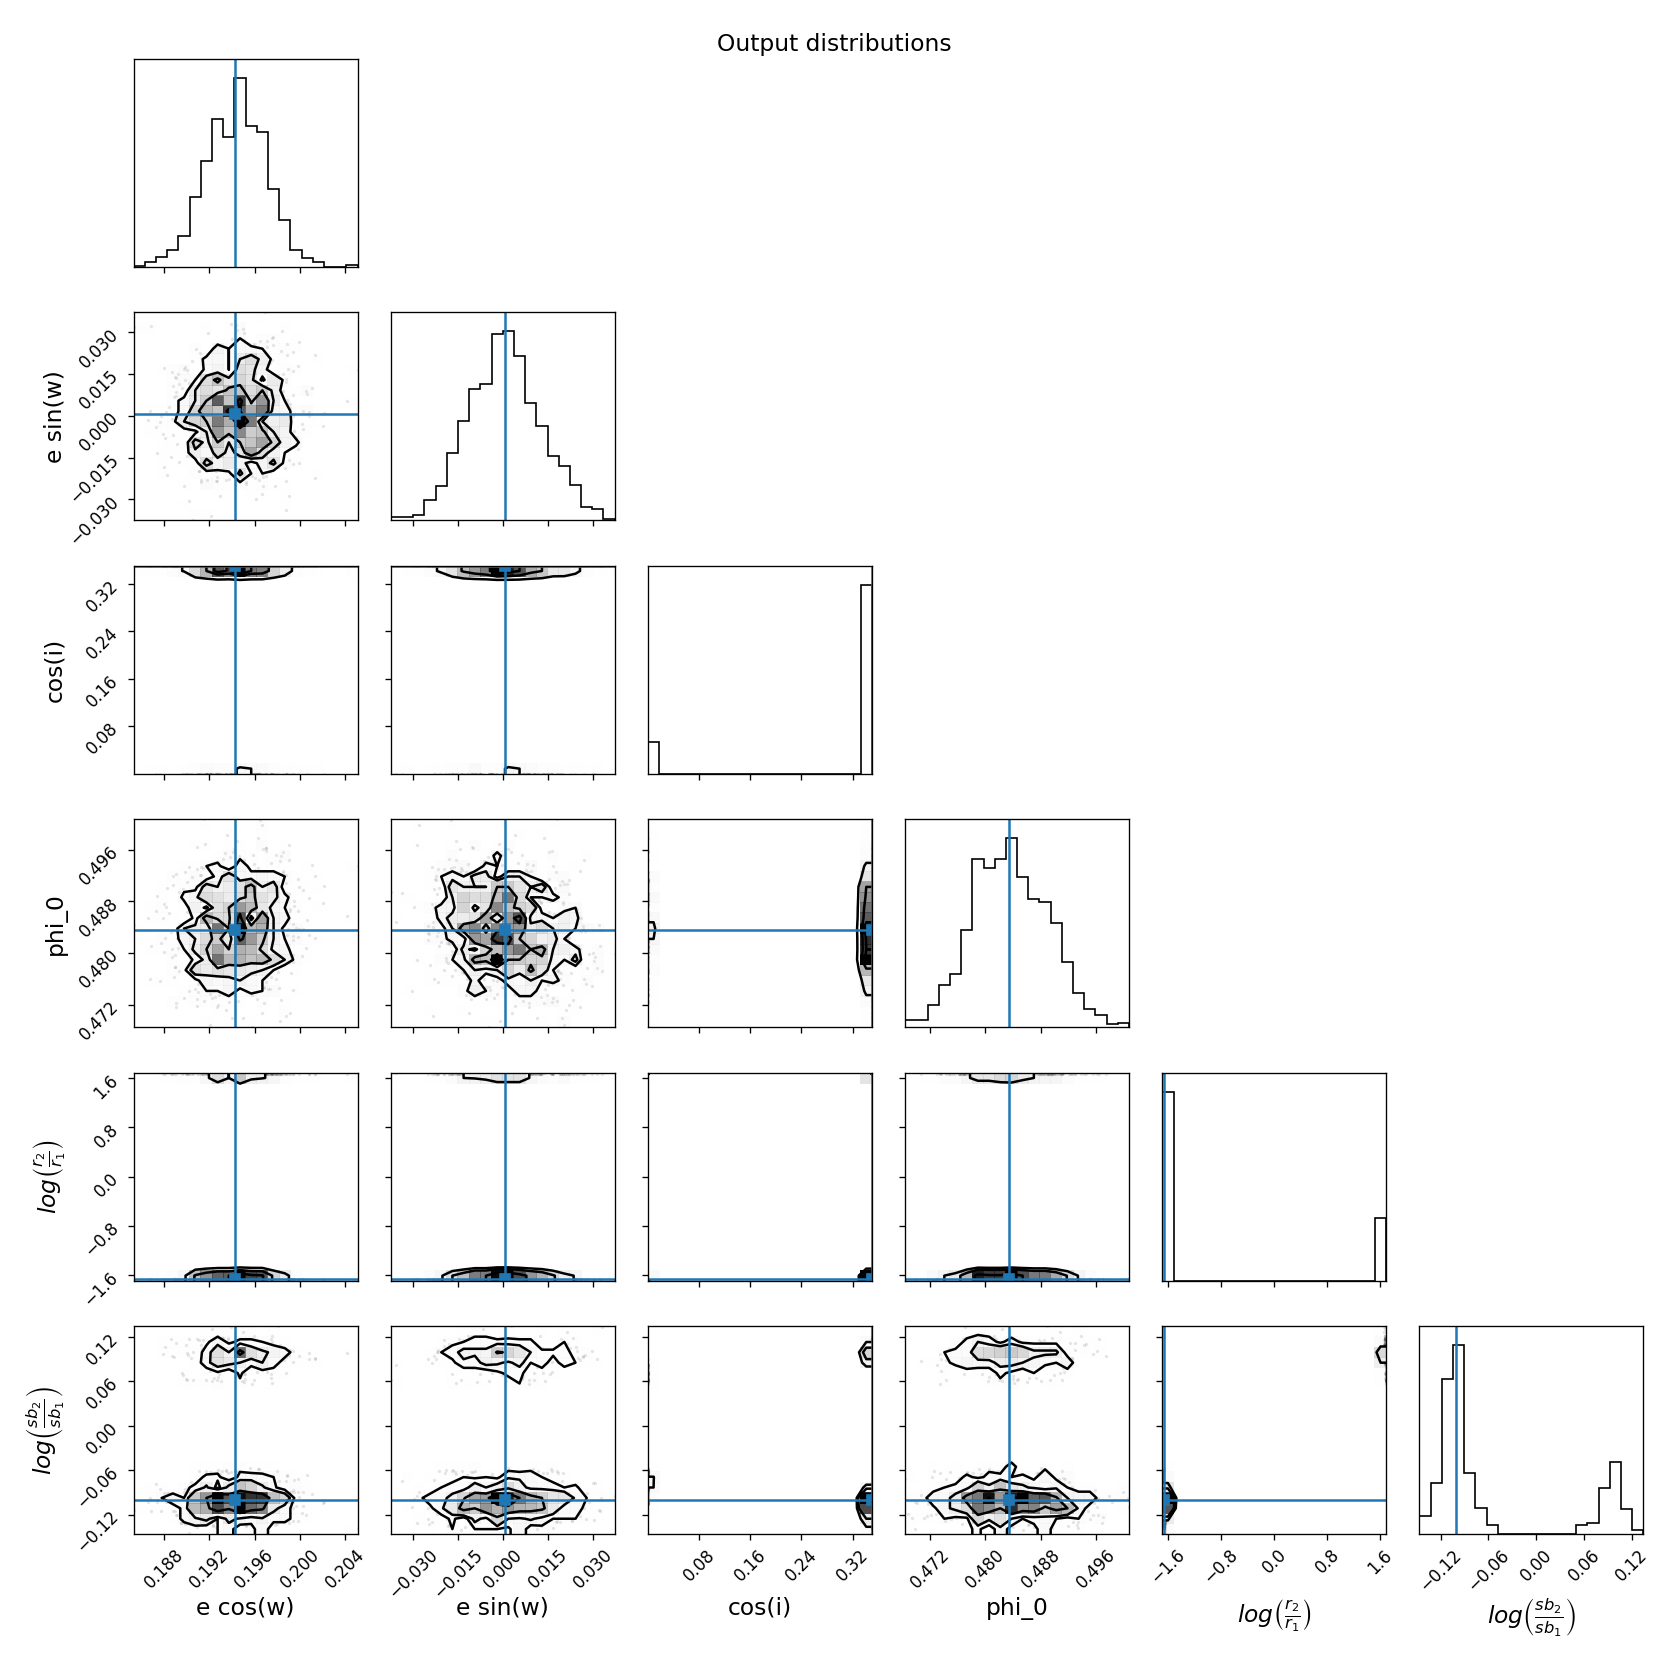 Output distributions
0.030
0.015
0.000
−0.015
−0.030
e sin(w)
0.32
0.24
0.16
0.08
cos(i)
0.496
0.488
0.480
0.472
phi_0
1.6
0.8
0.0
−0.8
−1.6
log(r2/r1)
0.12
0.06
0.00
−0.06
−0.12
log(sb2/sb1)
0.188 0.192 0.196 0.200 0.204 −0.030 −0.015 0.000 0.015 0.030 0.08 0.16 0.24 0.32 0.472 0.480 0.488 0.496 −1.6 −0.8 0.0 0.8 1.6 −0.12 −0.06 0.00 0.06 0.12
e cos(w) e sin(w) cos(i) phi_0 log(r2/r1) log(sb2/sb1)